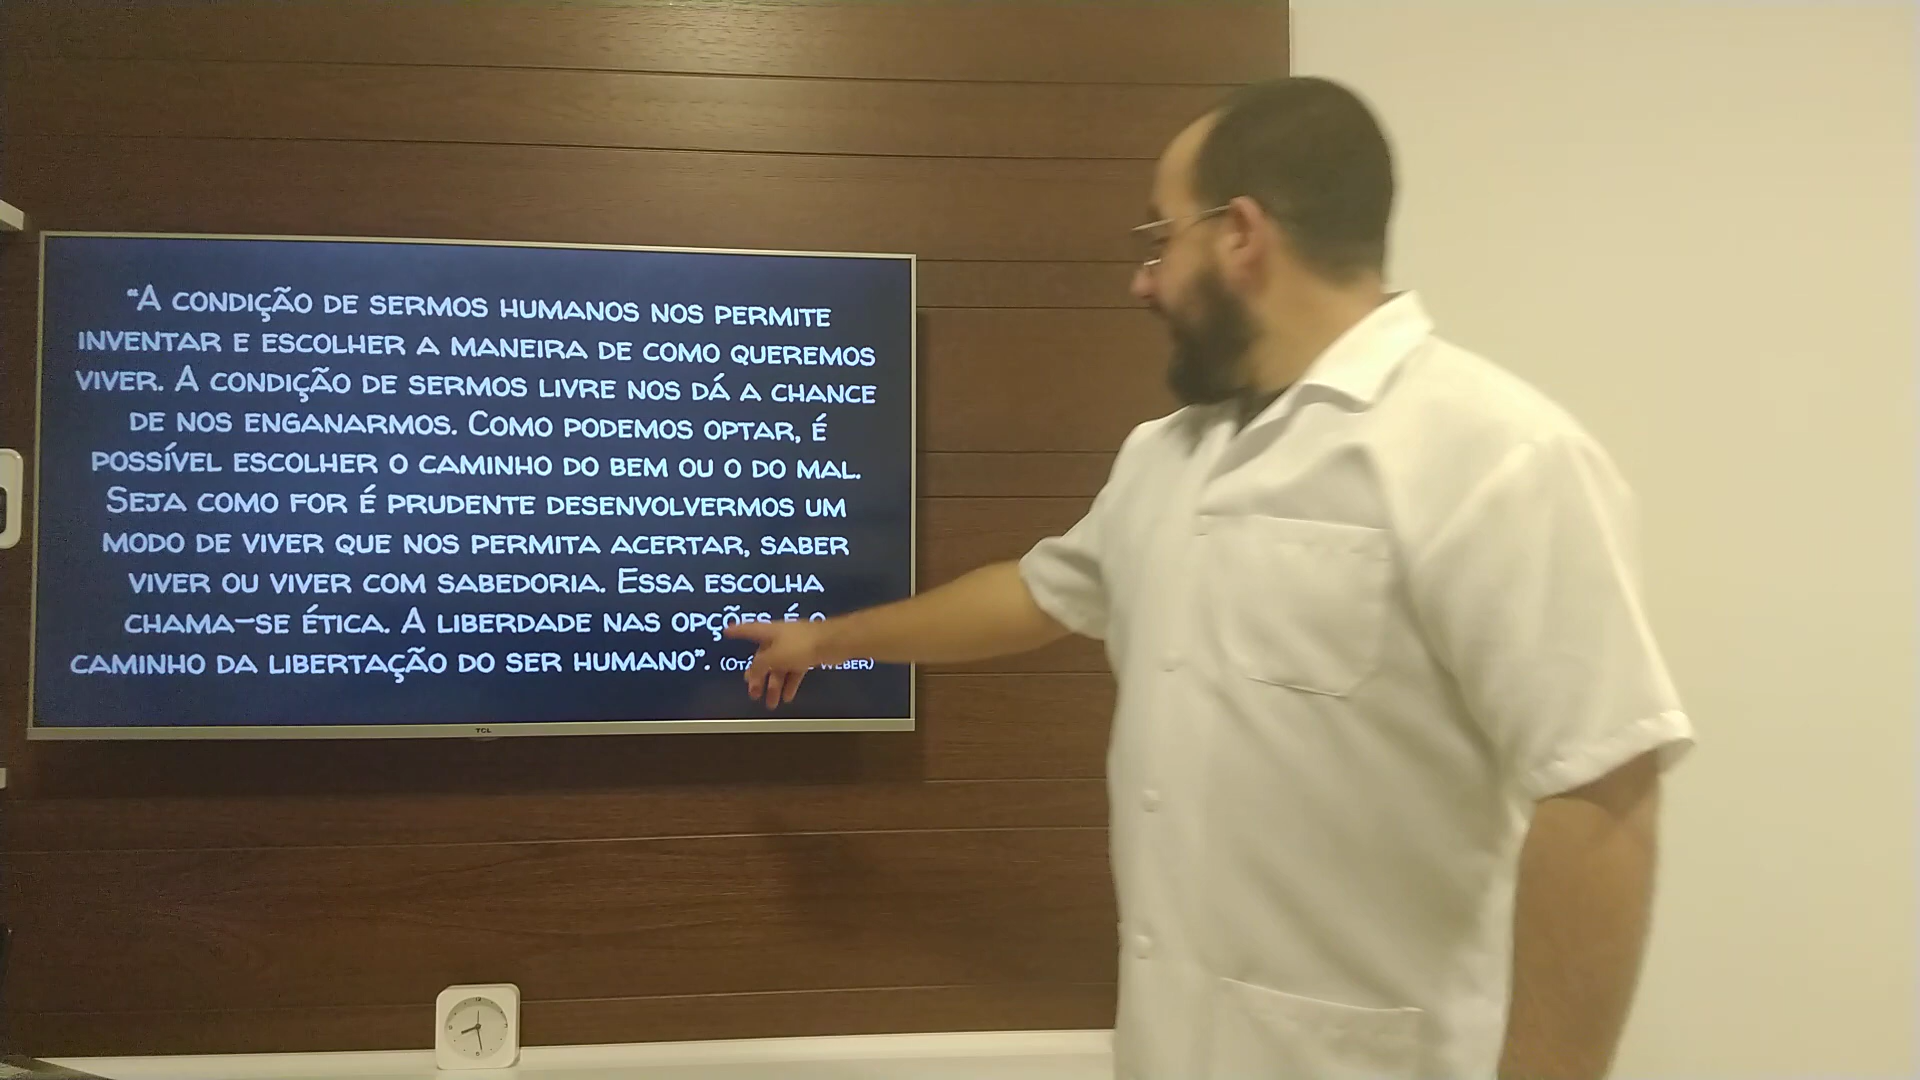 “A condição de sermos humanos nos permite
inventar e escolher a maneira de como queremos
viver. A condição de sermos livre nos dá a chance
de nos enganarmos. Como podemos optar, é
possível escolher o caminho do bem ou o do mal.
Seja como for é prudente desenvolvermos um
modo de viver que nos permita acertar, saber
viver ou viver com sabedoria. Essa escolha
chama-se ética. A liberdade nas opções é o
caminho da libertação do ser humano”. Weber)
TCL